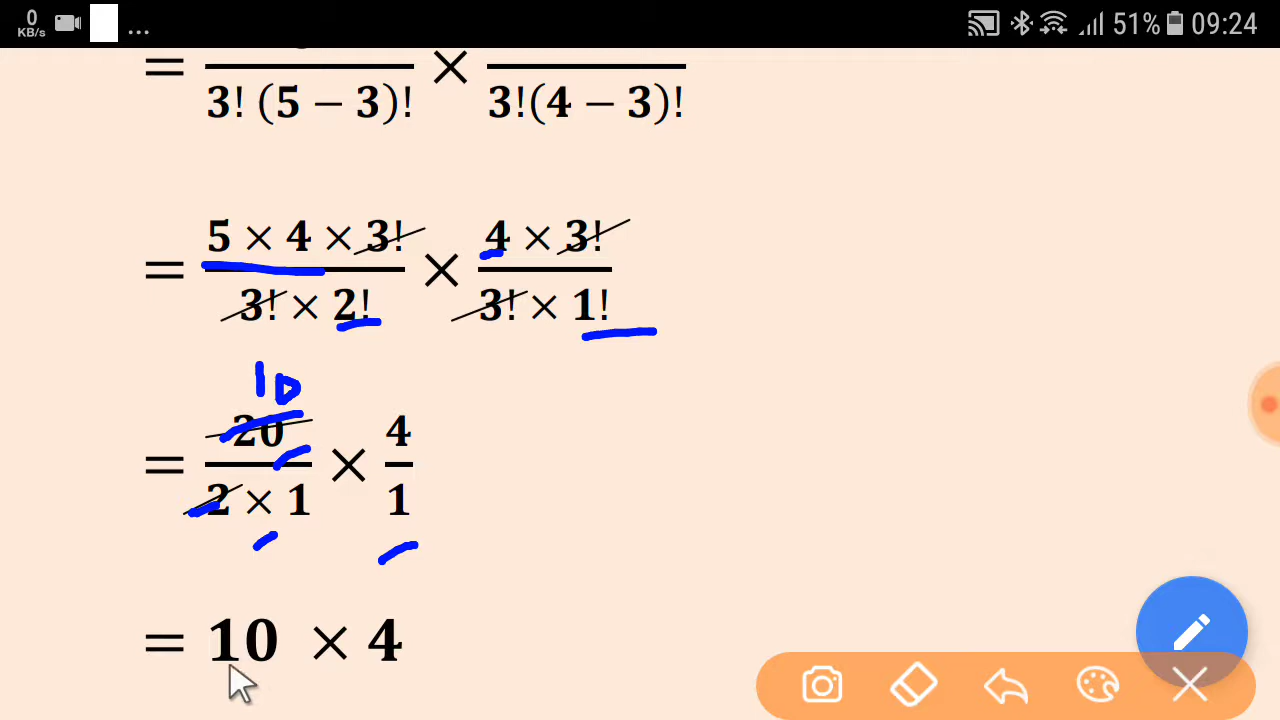 0 KB/s ... 51% 09:24
= ――― × ―――
3! (5 − 3)! 3!(4 − 3)!
5 × 4 × 3! 4 × 3!
= ――― × ―――
3! × 2! 3! × 1!
10
20 4
= ――― × ―――
2 × 1 1
= 10 × 4